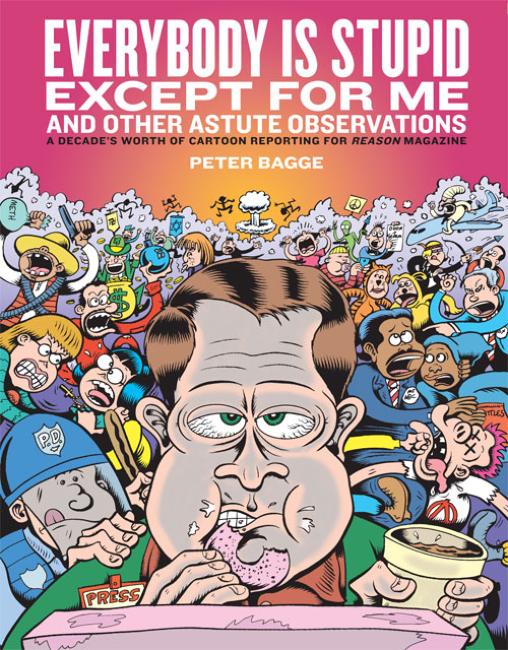 EVERYBODY IS STUPID
EXCEPT FOR ME
AND OTHER ASTUTE OBSERVATIONS
A DECADE'S WORTH OF CARTOON REPORTING FOR REASON MAGAZINE
PETER BAGGE
METH
$
P.D.
PRESS